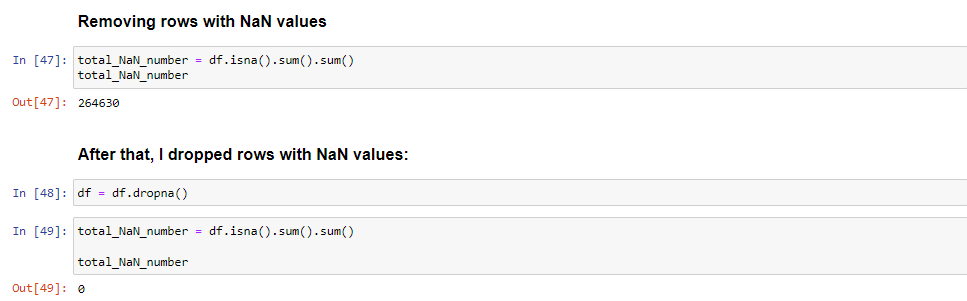 Removing rows with NaN values
In [47]: total_NaN_number = df.isna().sum().sum()
total_NaN_number
Out[47]: 264630
After that, I dropped rows with NaN values:
In [48]: df = df.dropna()
In [49]: total_NaN_number = df.isna().sum().sum()
total_NaN_number
Out[49]: 0